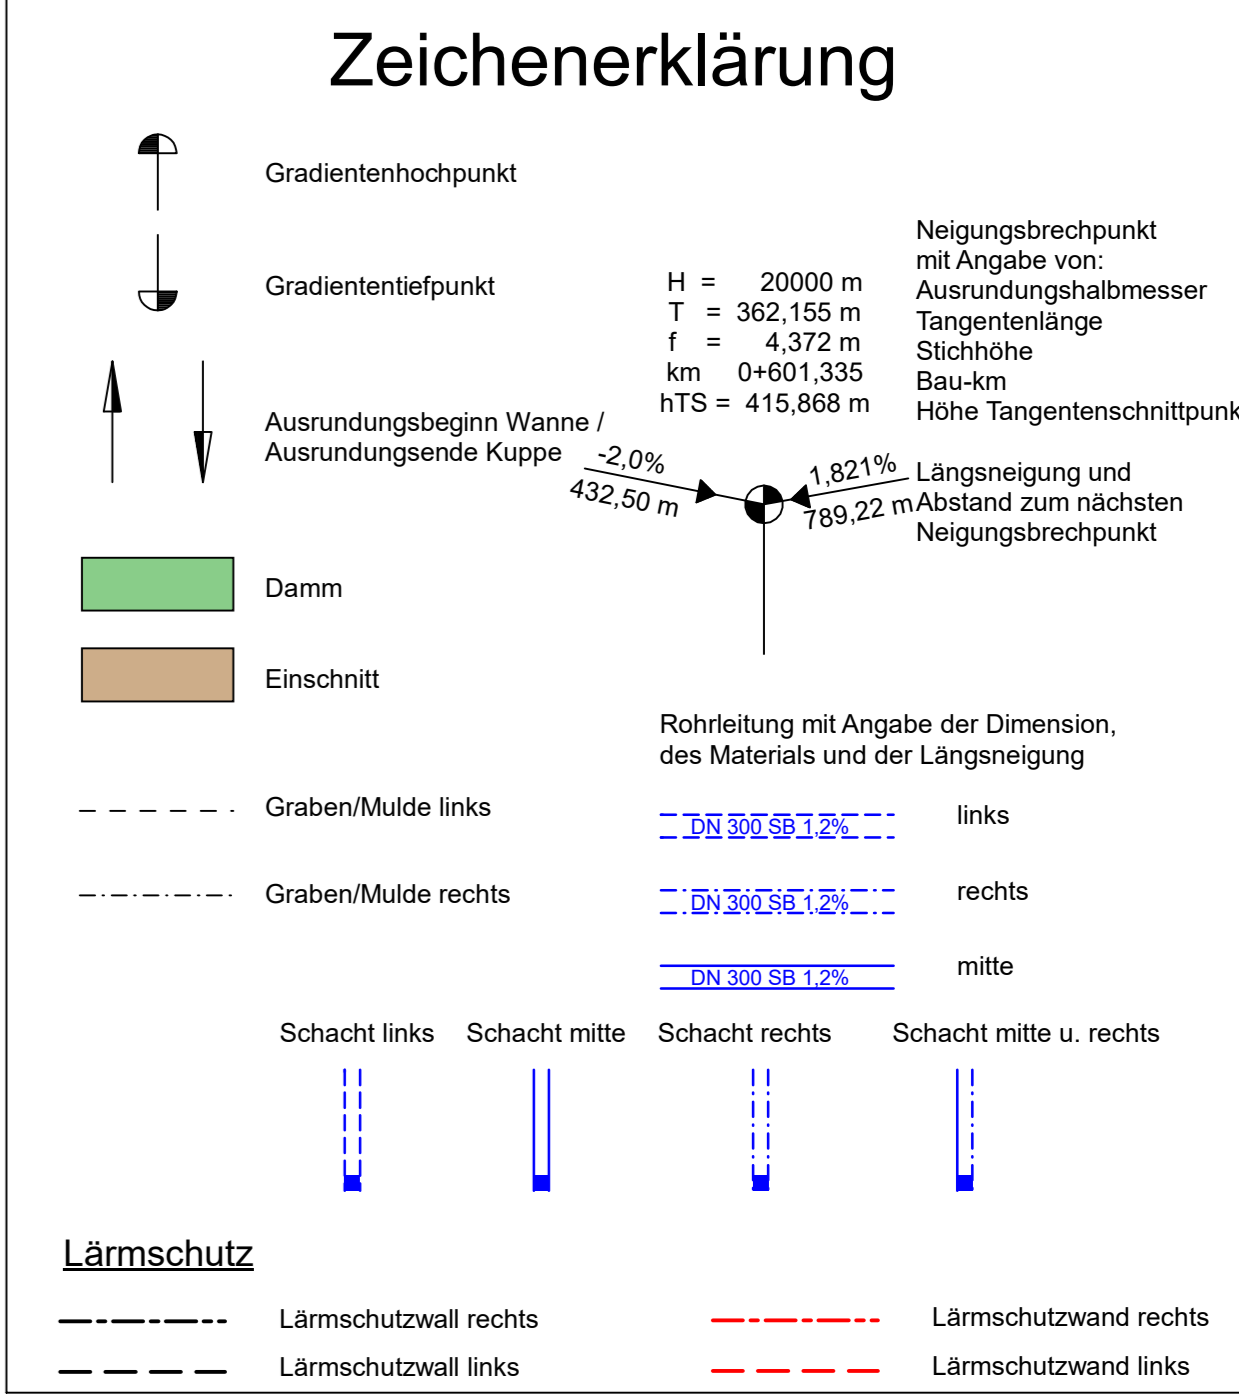 Zeichenerklärung
Gradientenhochpunkt
Gradiententiefpunkt
Ausrundungsbeginn Wanne /
Ausrundungsende Kuppe
H = 20000 m
T = 362,155 m
f = 4,372 m
km 0+601,335
hTS = 415,868 m
Neigungsbrechpunkt
mit Angabe von:
Ausrundungshalbmesser
Tangentenlänge
Stichhöhe
Bau-km
Höhe Tangentenschnittpunk
-2,0%
432,50 m
1,821%
789,22 m
Längsneigung und
Abstand zum nächsten
Neigungsbrechpunkt
Damm
Einschnitt
Graben/Mulde links
Graben/Mulde rechts
Rohrleitung mit Angabe der Dimension,
des Materials und der Längsneigung
DN 300 SB 1,2%
links
DN 300 SB 1,2%
rechts
DN 300 SB 1,2%
mitte
Schacht links
Schacht mitte
Schacht rechts
Schacht mitte u. rechts
Lärmschutz
Lärmschutzwall rechts
Lärmschutzwand rechts
Lärmschutzwall links
Lärmschutzwand links